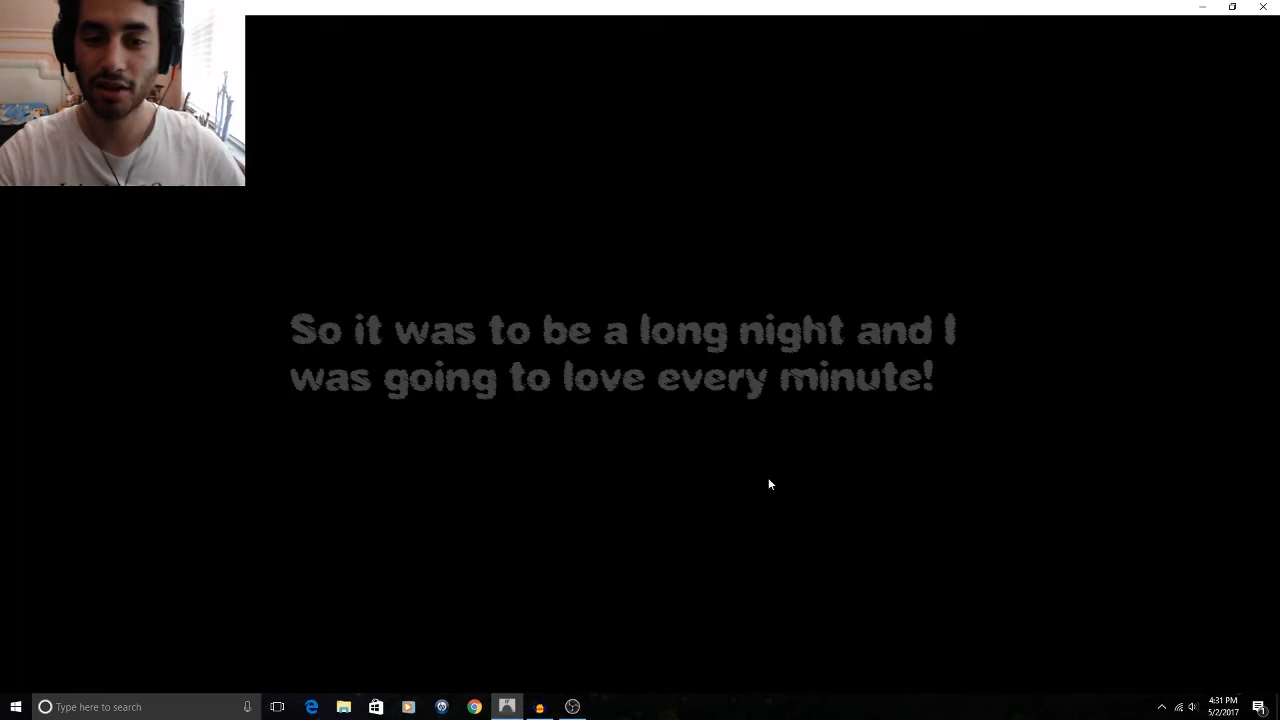 So it was to be a long night and I
was going to love every minute!
Type here to search
4:31 PM
5/2/2017